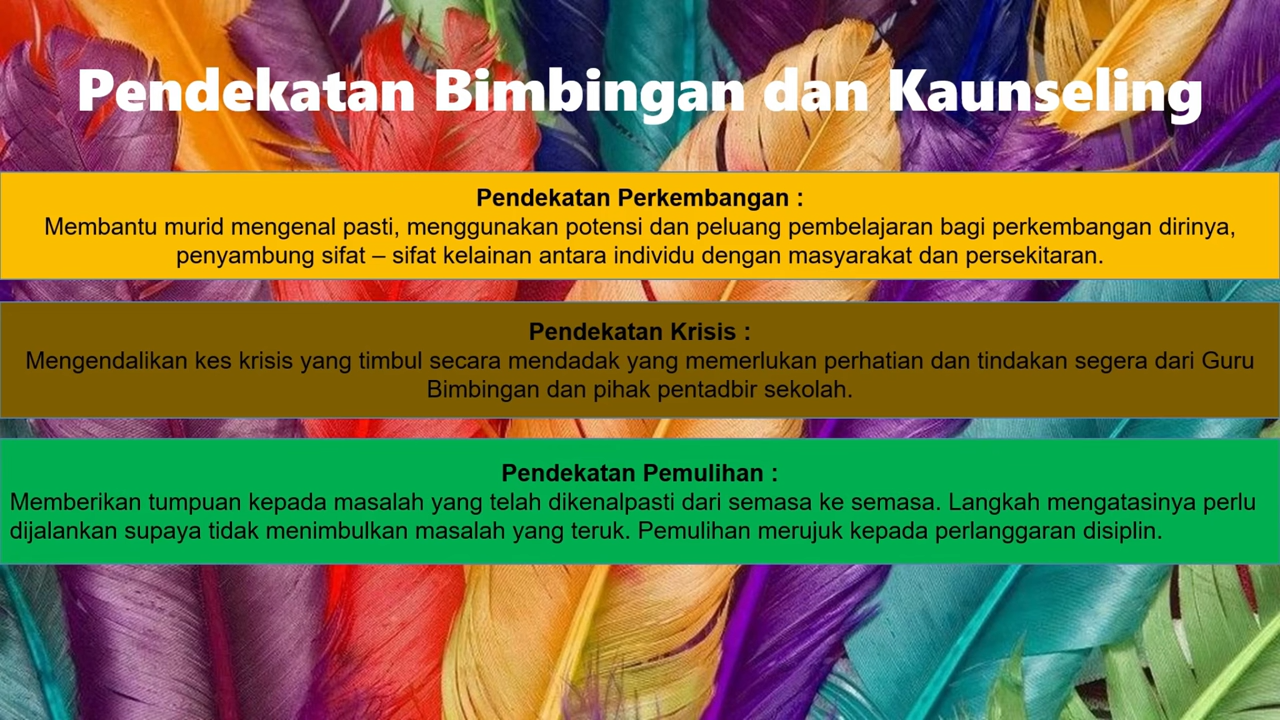 Pendekatan Bimbingan dan Kaunseling
Pendekatan Perkembangan :
Membantu murid mengenal pasti, menggunakan potensi dan peluang pembelajaran bagi perkembangan dirinya,
penyambung sifat – sifat kelainan antara individu dengan masyarakat dan persekitaran.
Pendekatan Krisis :
Mengendalikan kes krisis yang timbul secara mendadak yang memerlukan perhatian dan tindakan segera dari Guru
Bimbingan dan pihak pentadbir sekolah.
Pendekatan Pemulihan :
Memberikan tumpuan kepada masalah yang telah dikenalpasti dari semasa ke semasa. Langkah mengatasinya perlu
dijalankan supaya tidak menimbulkan masalah yang teruk. Pemulihan merujuk kepada perlanggaran disiplin.